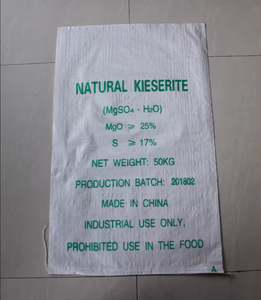 NATURAL KIESERITE
(MgSO4 · H2O)
MgO ≥ 25%
S ≥ 17%
NET WEIGHT: 50KG
PRODUCTION BATCH: 201802
MADE IN CHINA
INDUSTRIAL USE ONLY,
PROHIBITED USE IN THE FOOD
A